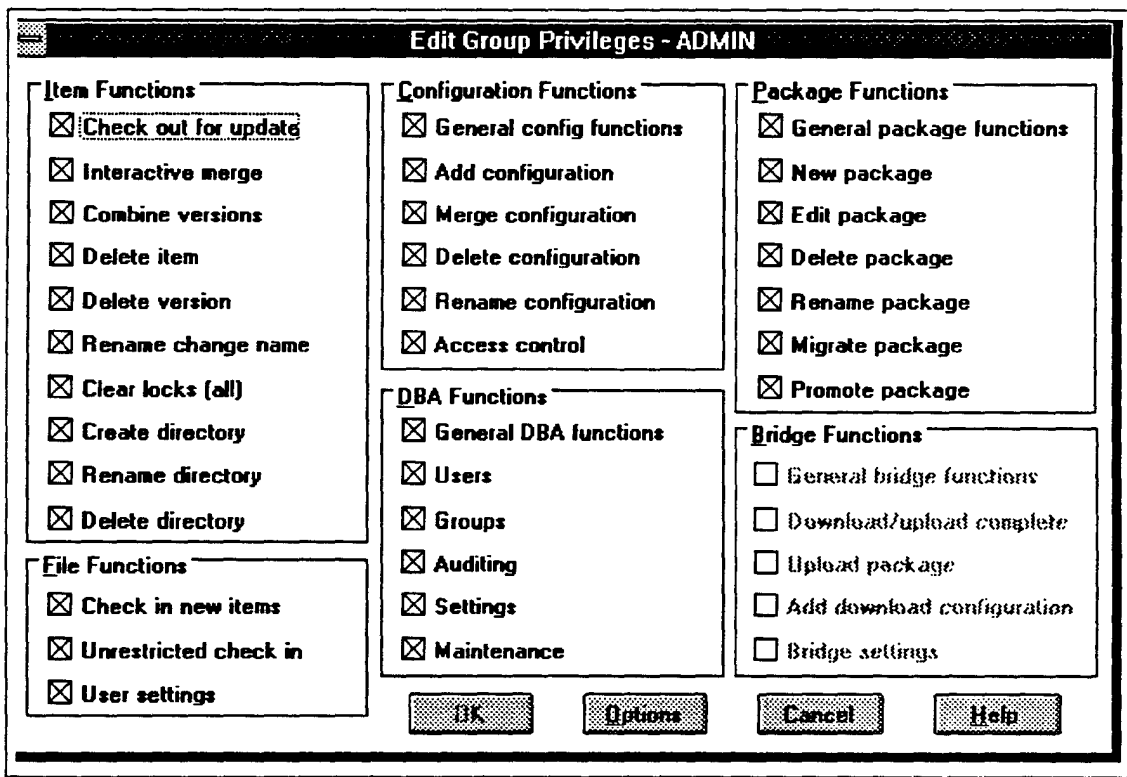 Edit Group Privileges - ADMIN
Item Functions
Check out for update
Interactive merge
Combine versions
Delete item
Delete version
Rename change name
Clear locks (all)
Create directory
Rename directory
Delete directory
File Functions
Check in new items
Unrestricted check in
User settings
Configuration Functions
General config functions
Add configuration
Merge configuration
Delete configuration
Rename configuration
Access control
DBA Functions
General DBA functions
Users
Groups
Auditing
Settings
Maintenance
Package Functions
General package functions
New package
Edit package
Delete package
Rename package
Migrate package
Promote package
Bridge Functions
General bridge functions
Download/upload complete
Upload package
Add download configuration
Bridge settings
OK
Options
Cancel
Help